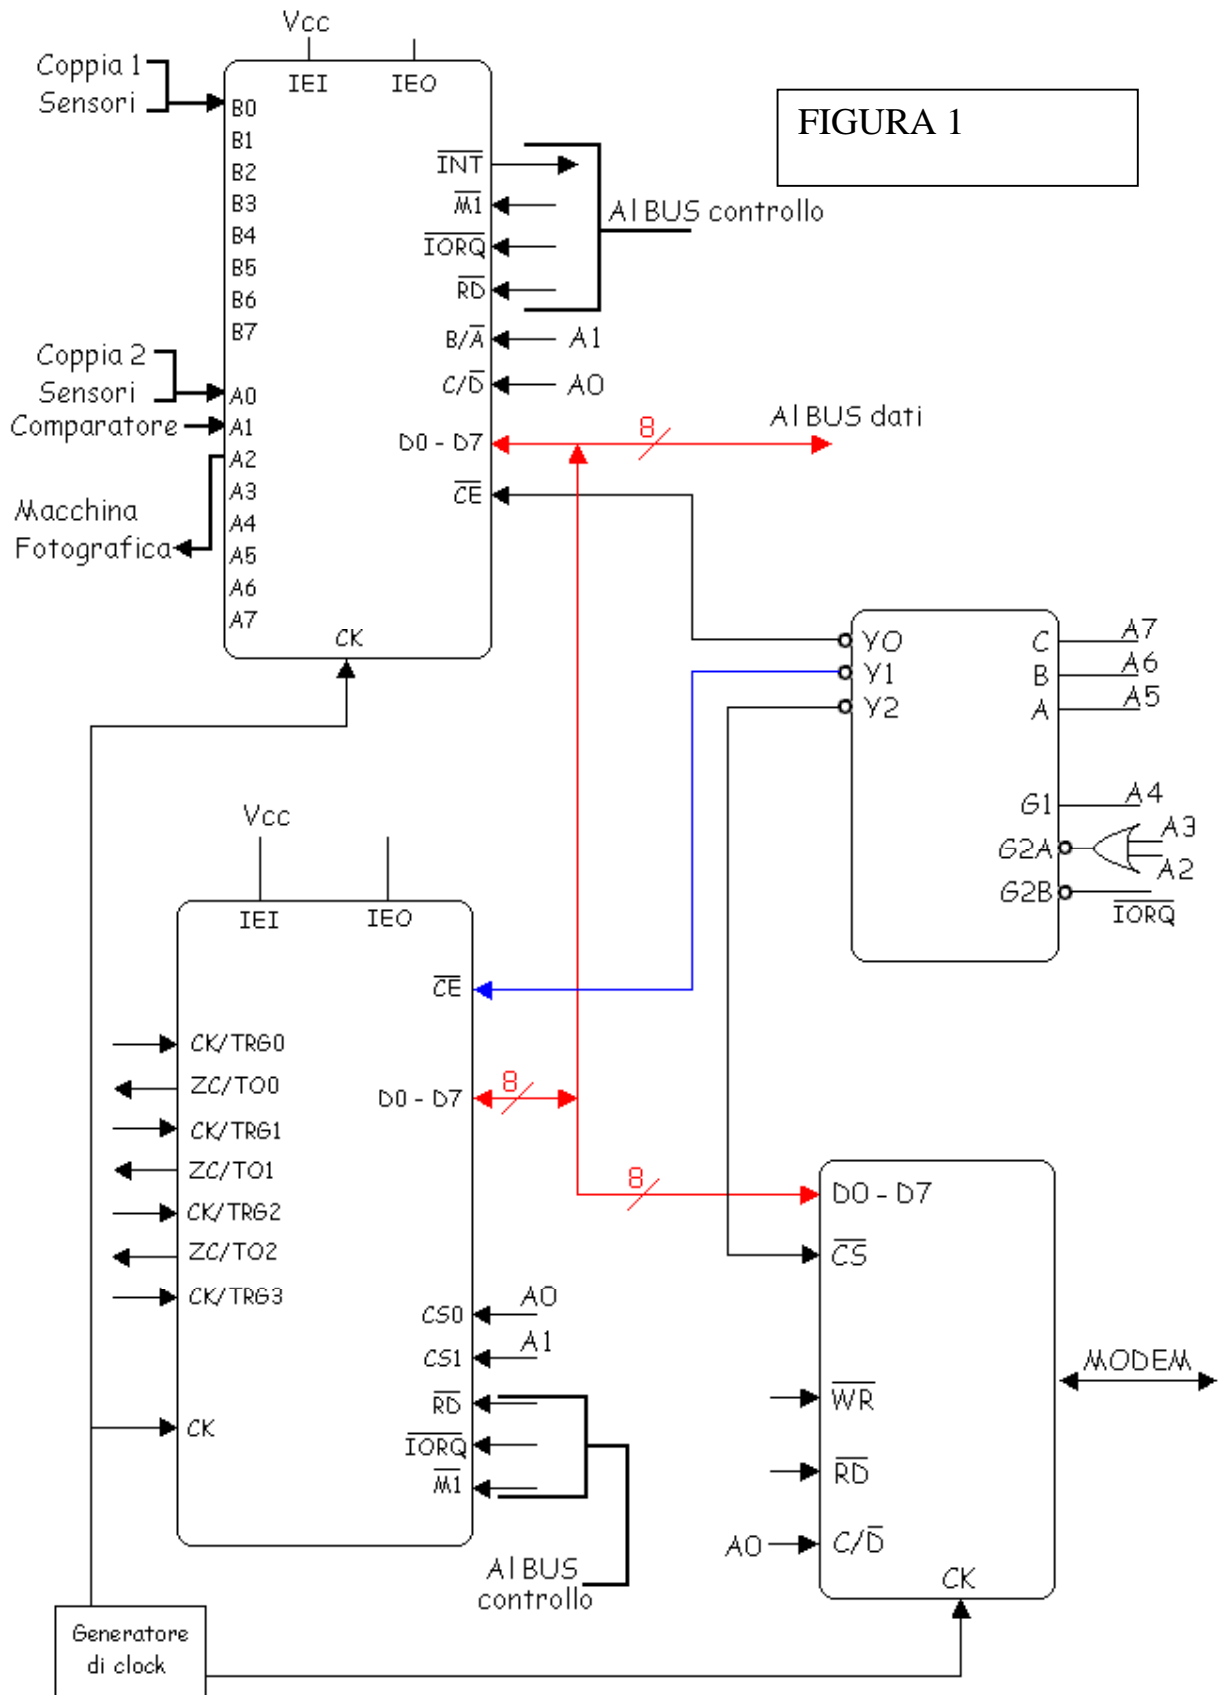 Vcc
IEI
IEO
Coppia 1
Sensori
B0
B1
B2
B3
B4
B5
B6
B7
Coppia 2
Sensori
A0
Comparatore
A1
A2
A3
Macchina
Fotografica
A4
A5
A6
A7
CK
INT
M1
IORQ
RD
Al BUS controllo
B/A
A1
C/D
A0
D0 - D7
8
Al BUS dati
CE
FIGURA 1
Y0
Y1
Y2
C
A7
B
A6
A
A5
G1
A4
G2A
A3
A2
G2B
IORQ
Vcc
IEI
IEO
CE
CK/TRG0
ZC/TO0
CK/TRG1
ZC/TO1
CK/TRG2
ZC/TO2
CK/TRG3
D0 - D7
8
8
CS0
A0
CS1
A1
RD
IORQ
M1
CK
Al BUS
controllo
D0 - D7
CS
WR
RD
A0
C/D
CK
MODEM
Generatore
di clock